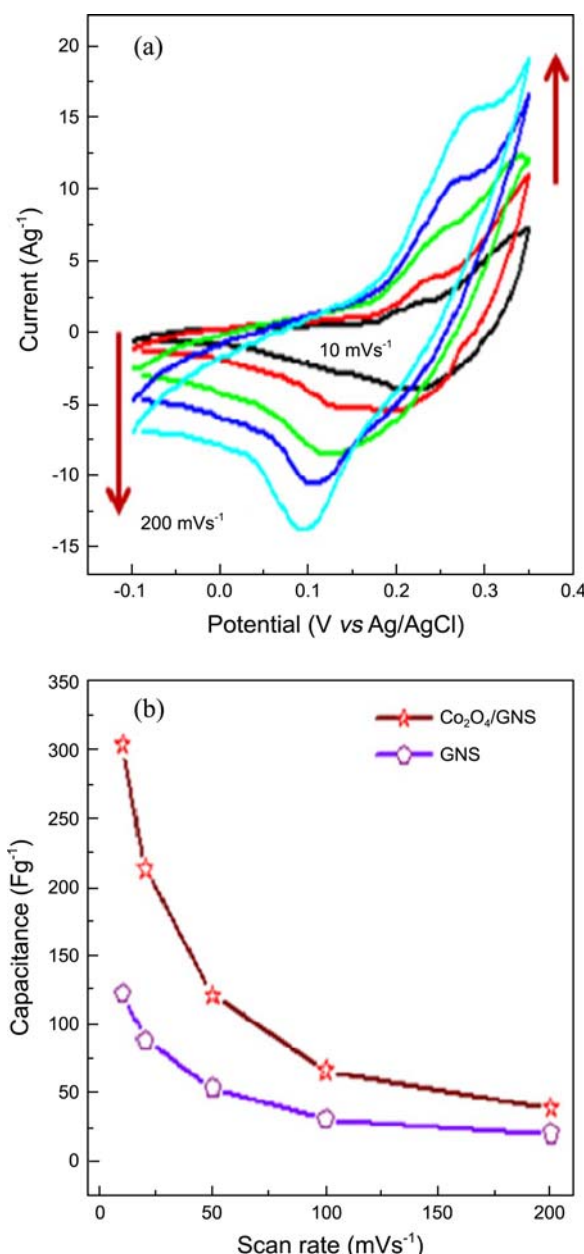 (a)
20
15
10
5
0
-5
-10
-15
Current (Ag⁻¹)
10 mVs⁻¹
200 mVs⁻¹
-0.1 0.0 0.1 0.2 0.3 0.4
Potential (V vs Ag/AgCl)
(b)
350
300
250
200
150
100
50
0
Capacitance (Fg⁻¹)
Co₂O₄/GNS
GNS
0 50 100 150 200
Scan rate (mVs⁻¹)